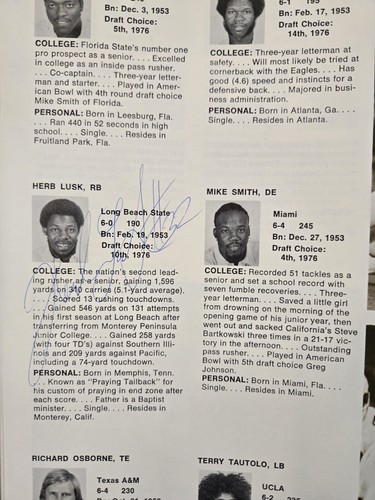 Bn: Dec. 3, 1953
Draft Choice:
5th, 1976
COLLEGE: Florida State's number one
pro prospect as a senior. . . . Excelled
in college as an inside pass rusher.
. . . Co-captain. . . . Three-year letter-
man and starter. . . . Played in Amer-
ican Bowl with 4th round draft choice
Mike Smith of Florida.
PERSONAL: Born in Leesburg, Fla.
. . . Ran 440 in 52 seconds in high
school. . . . Single. . . . Resides in
Fruitland Park, Fla.
6-1 195
Bn: Feb. 17, 1953
Draft Choice:
14th, 1976
COLLEGE: Three-year letterman at
safety. . . . Will most likely be tried at
cornerback with the Eagles. . . . Has
good (4.6) speed and instincts for a
defensive back. . . . Majored in busi-
ness administration.
PERSONAL: Born in Atlanta, Ga. . . .
Single. . . . Resides in Atlanta.
HERB LUSK, RB
Long Beach State
6-0 190
Bn: Feb. 19, 1953
Draft Choice:
10th, 1976
COLLEGE: The nation's second lead-
ing rusher as a senior, gaining 1,596
yards on 310 carries (5.1-yard average).
. . . Scored 13 rushing touchdowns.
. . . Gained 546 yards on 131 attempts
in his first season at Long Beach after
transferring from Monterey Peninsula
Junior College. . . . Gained 258 yards
(with four TD's) against Southern Illi-
nois and 209 yards against Pacific,
including a 74-yard touchdown.
PERSONAL: Born in Memphis, Tenn.
. . . Known as "Praying Tailback" for
his custom of praying in end zone after
each score. . . . Father is a Baptist
minister. . . . Single. . . . Resides in
Monterey, Calif.
MIKE SMITH, DE
Miami
6-4 245
Bn: Dec. 27, 1953
Draft Choice:
4th, 1976
COLLEGE: Recorded 51 tackles as a
senior and set a school record with
seven fumble recoveries. . . . Three-
year letterman. . . . Saved a little girl
from drowning on the morning of the
opening game of his junior year, then
went out and sacked California's Steve
Bartkowski three times in a 21-17 vic-
tory in the afternoon. . . . Outstanding
pass rusher. . . . Played in American
Bowl with 5th draft choice Greg
Johnson.
PERSONAL: Born in Miami, Fla. . . .
Single. . . . Resides in Miami.
RICHARD OSBORNE, TE
Texas A&M
6-4 230
TERRY TAUTOLO, LB
UCLA